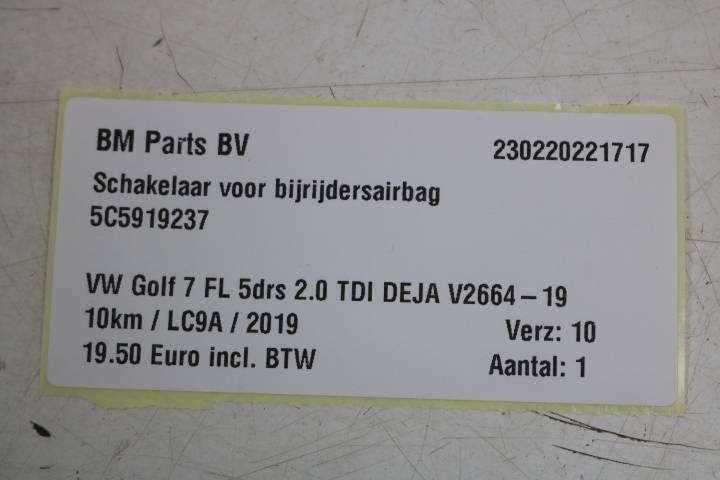 BM Parts BV 230220221717
Schakelaar voor bijrijdersairbag
5C5919237
VW Golf 7 FL 5drs 2.0 TDI DEJA V2664-19
10km / LC9A / 2019 Verz: 10
19.50 Euro incl. BTW Aantal: 1